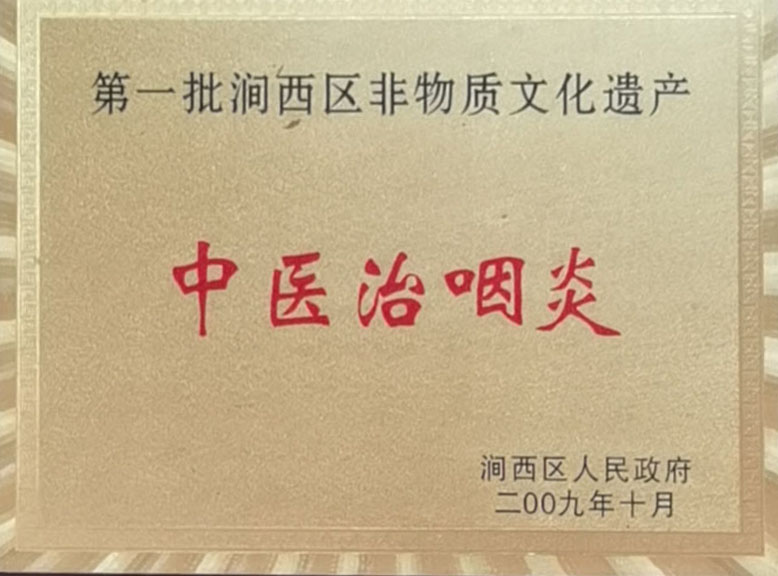 第一批涧西区非物质文化遗产
中医治咽炎
涧西区人民政府
二00九年十月